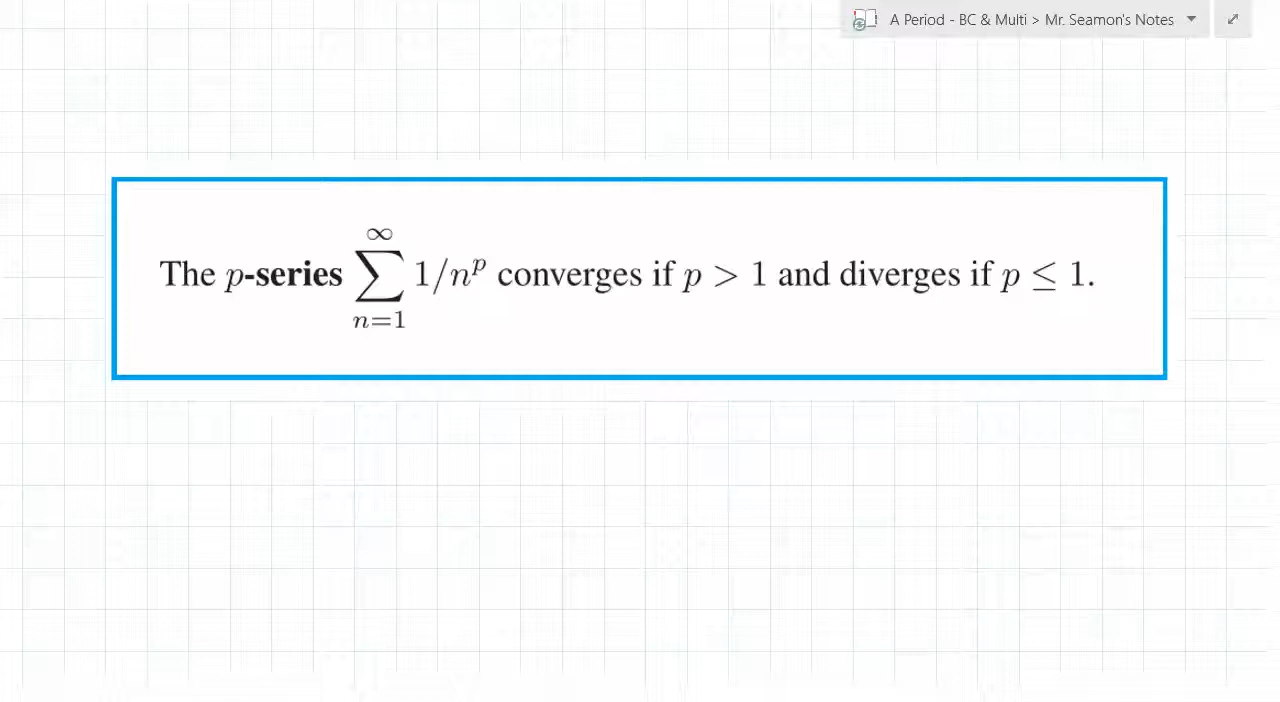 A Period - BC & Multi > Mr. Seamon's Notes
The p-series ∑_{n=1}^{∞} 1/n^p converges if p > 1 and diverges if p ≤ 1.